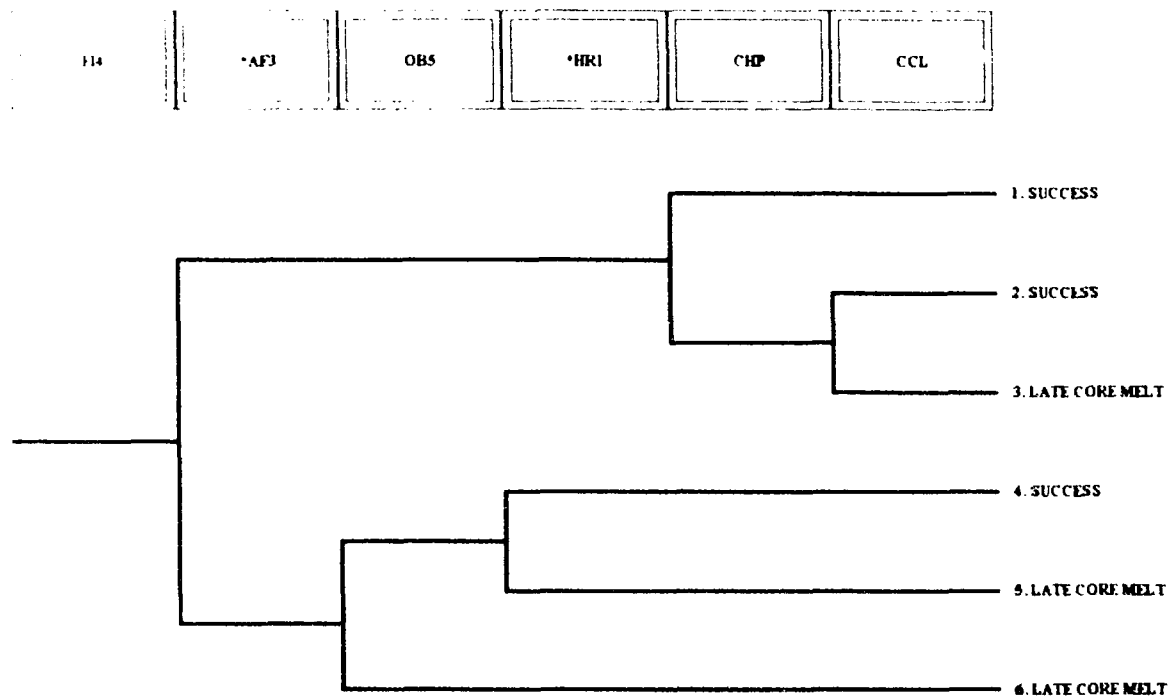 FI4 *AF3 OB5 *HR1 CHP CCL
1. SUCCESS
2. SUCCESS
3. LATE CORE MELT
4. SUCCESS
5. LATE CORE MELT
6. LATE CORE MELT